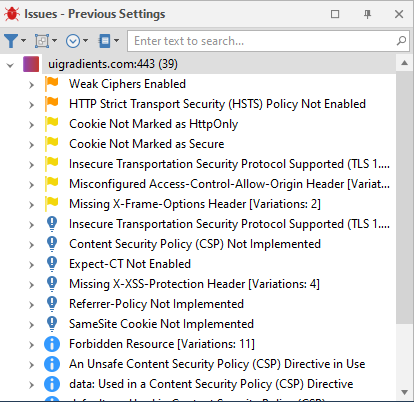 Issues - Previous Settings
Enter text to search...
uigradients.com:443 (39)
Weak Ciphers Enabled
HTTP Strict Transport Security (HSTS) Policy Not Enabled
Cookie Not Marked as HttpOnly
Cookie Not Marked as Secure
Insecure Transportation Security Protocol Supported (TLS 1....
Misconfigured Access-Control-Allow-Origin Header [Variat...
Missing X-Frame-Options Header [Variations: 2]
Insecure Transportation Security Protocol Supported (TLS 1....
Content Security Policy (CSP) Not Implemented
Expect-CT Not Enabled
Missing X-XSS-Protection Header [Variations: 4]
Referrer-Policy Not Implemented
SameSite Cookie Not Implemented
Forbidden Resource [Variations: 11]
An Unsafe Content Security Policy (CSP) Directive in Use
data: Used in a Content Security Policy (CSP) Directive